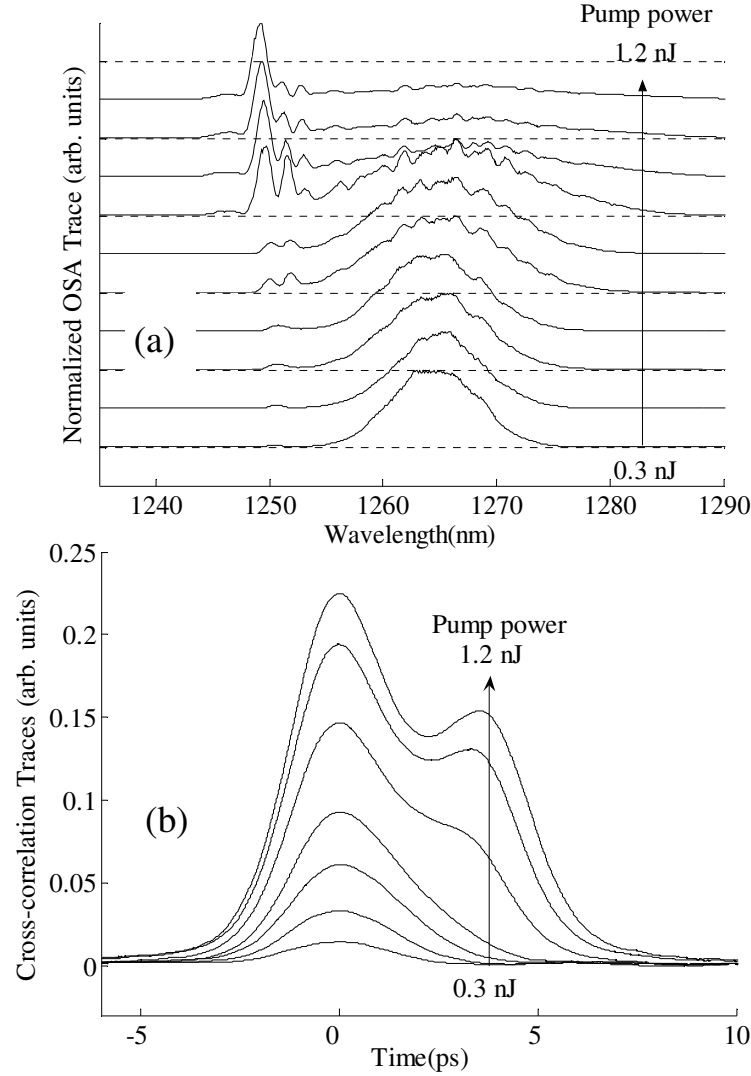 Pump power
1.2 nJ
Normalized OSA Trace (arb. units)
(a)
0.3 nJ
1240
1250
1260
1270
1280
1290
Wavelength(nm)
Cross-correlation Traces (arb. units)
0.25
0.2
0.15
0.1
0.05
0
Pump power
1.2 nJ
(b)
0.3 nJ
-5
0
5
10
Time(ps)